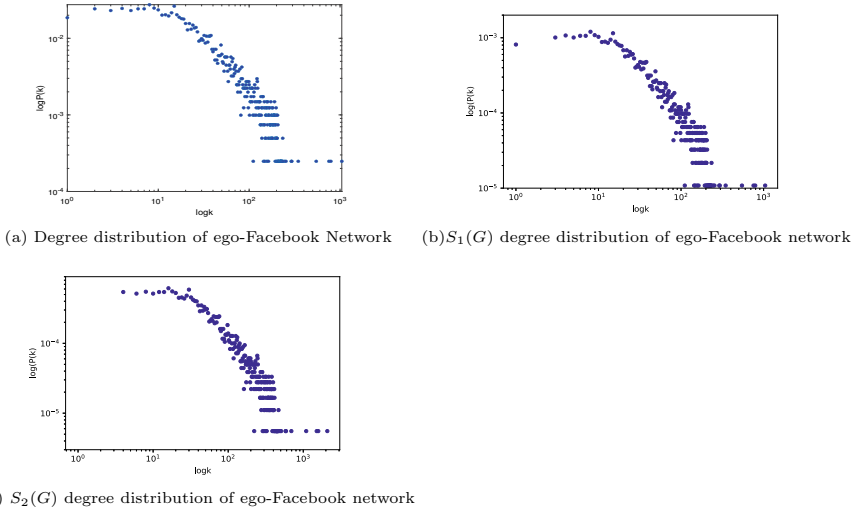 10⁻²
10⁻³
10⁻⁴
logP(k)
10⁰ 10¹ 10² 10³
logk
(a) Degree distribution of ego-Facebook Network
10⁻³
10⁻⁴
10⁻⁵
log(P(k)
10⁰ 10¹ 10² 10³
logk
(b)S₁(G) degree distribution of ego-Facebook network
10⁻⁴
10⁻⁵
log(P(k)
10⁰ 10¹ 10² 10³
logk
) S₂(G) degree distribution of ego-Facebook network